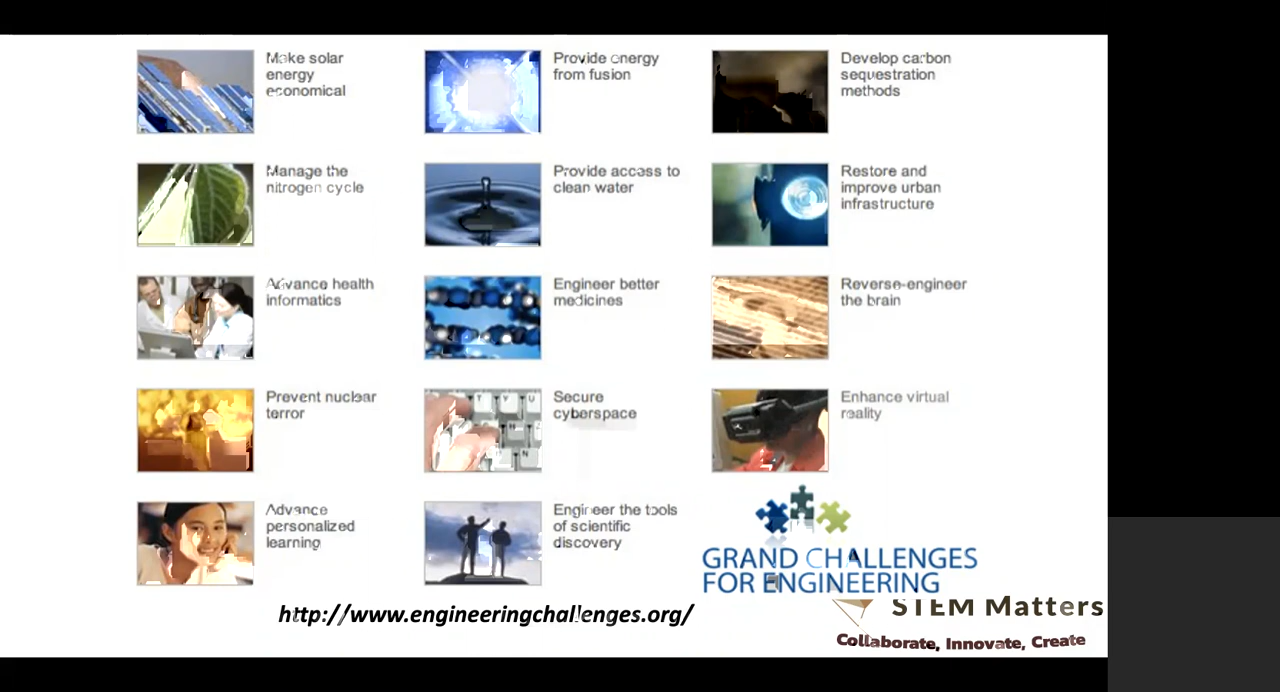 Make solar
energy
economical
Provide energy
from fusion
Develop carbon
sequestration
methods
Manage the
nitrogen cycle
Provide access to
clean water
Restore and
improve urban
infrastructure
Advance health
informatics
Engineer better
medicines
Reverse-engineer
the brain
Prevent nuclear
terror
Secure
cyberspace
Enhance virtual
reality
Advance
personalized
learning
Engineer the tools
of scientific
discovery
GRAND CHALLENGES
FOR ENGINEERING
http://www.engineeringchallenges.org/
STEM Matters
Collaborate, Innovate, Create